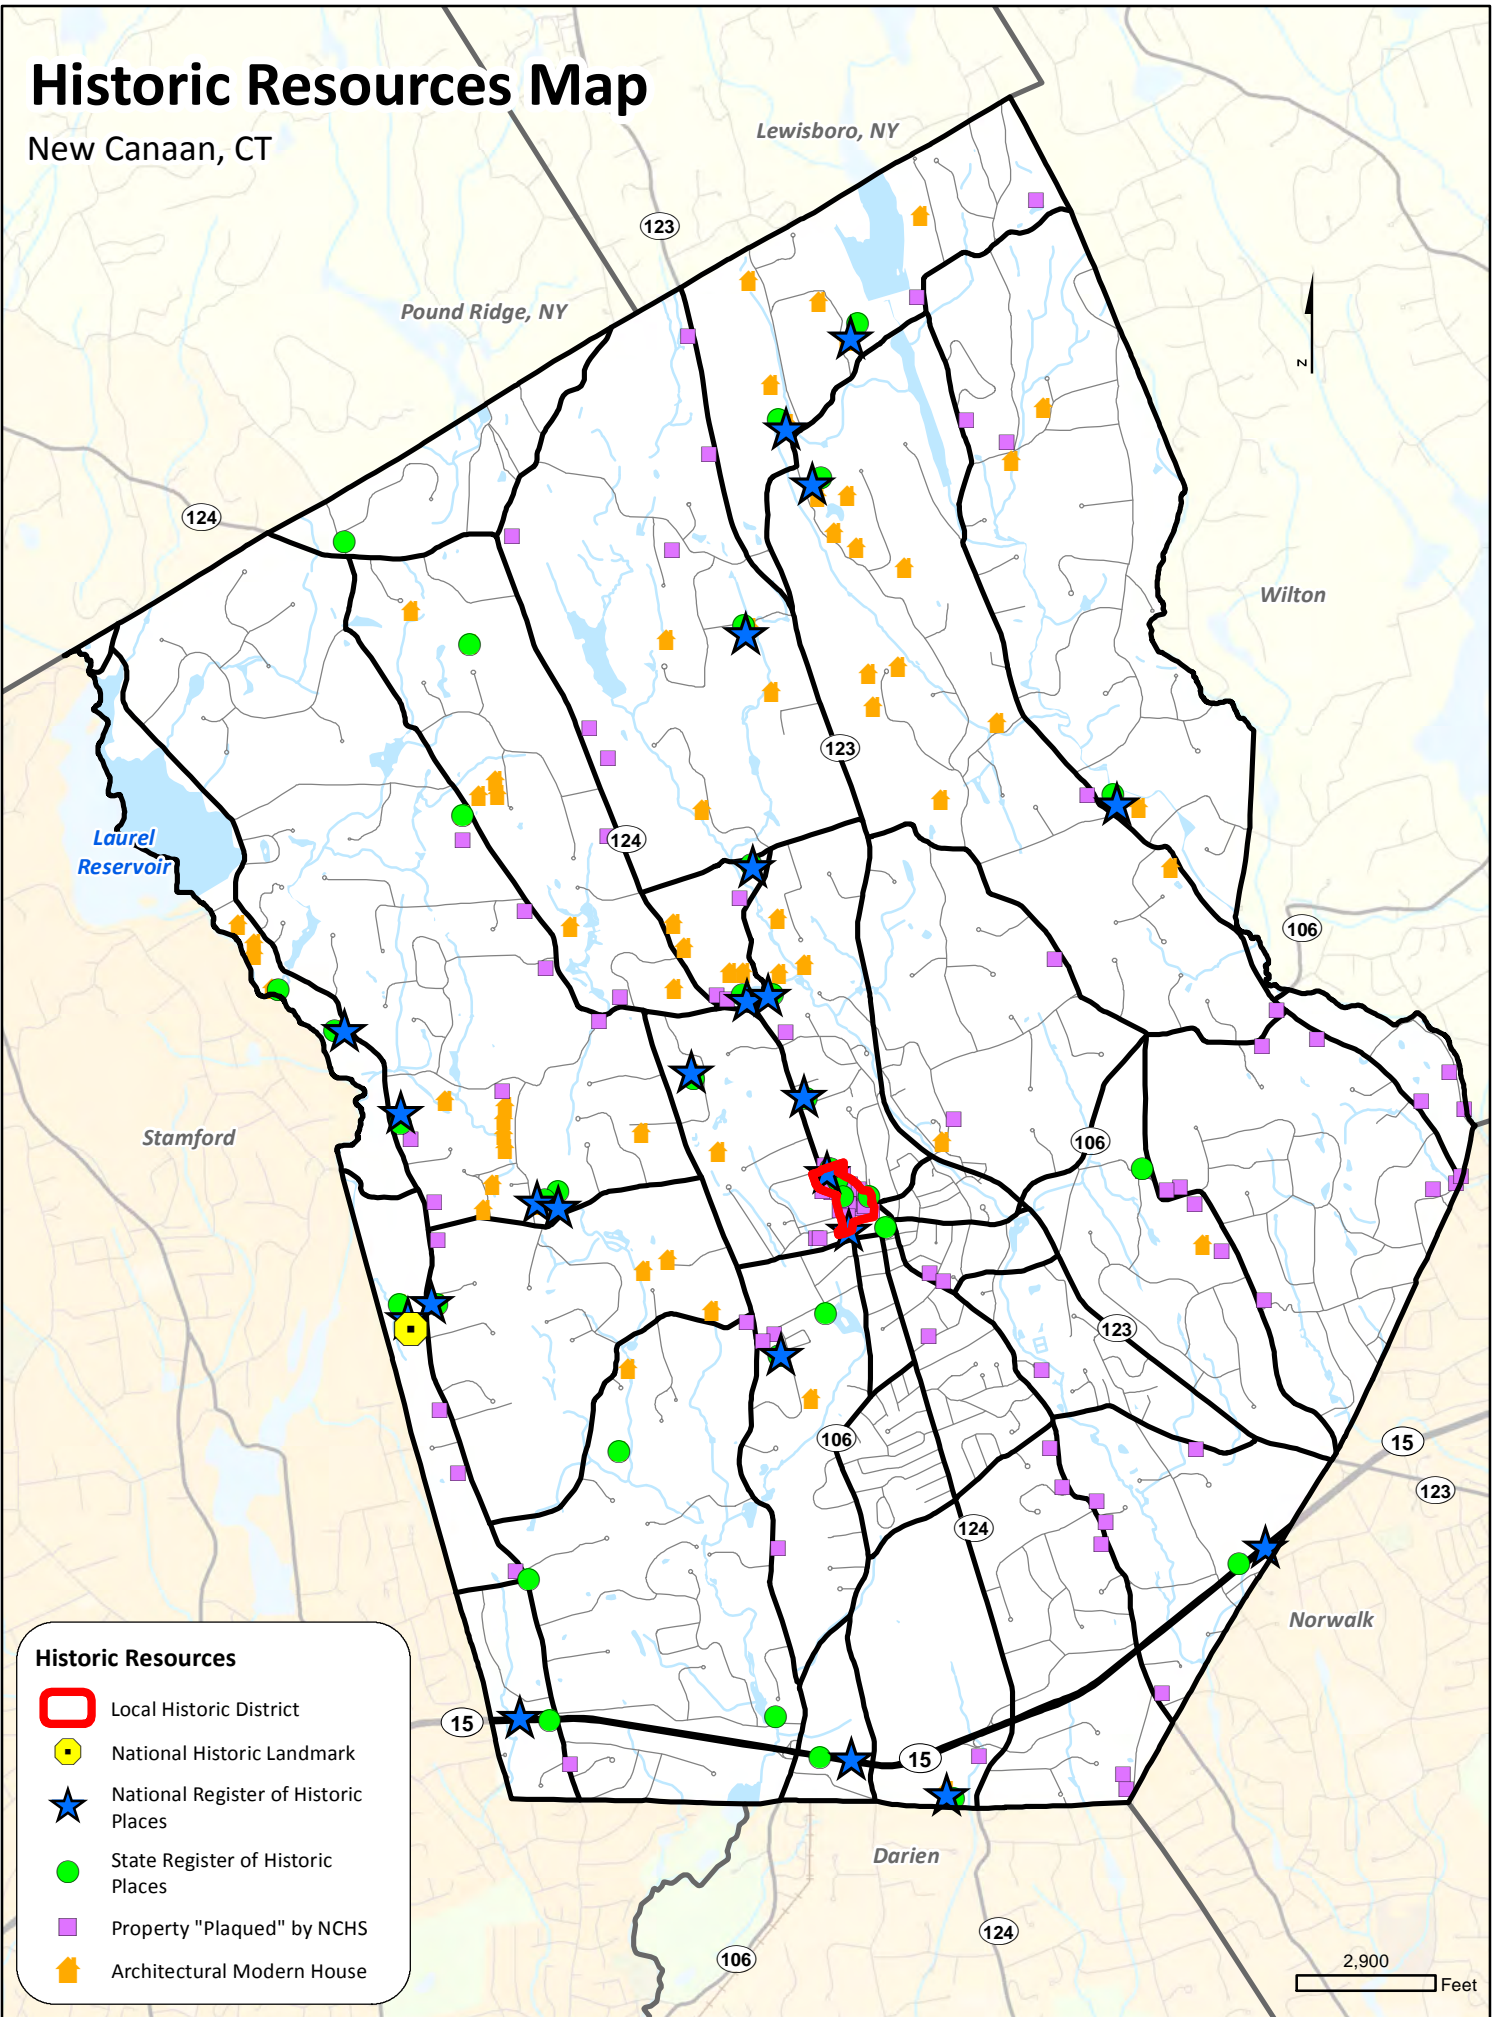 Historic Resources Map
New Canaan, CT
Lewisboro, NY
123
Pound Ridge, NY
N
124
Wilton
123
Laurel
Reservoir
124
106
Stamford
106
123
106
15
123
124
Norwalk
Historic Resources
Local Historic District
National Historic Landmark
National Register of Historic
Places
State Register of Historic
Places
Property "Plaqued" by NCHS
Architectural Modern House
15
15
Darien
124
106
2,900
Feet